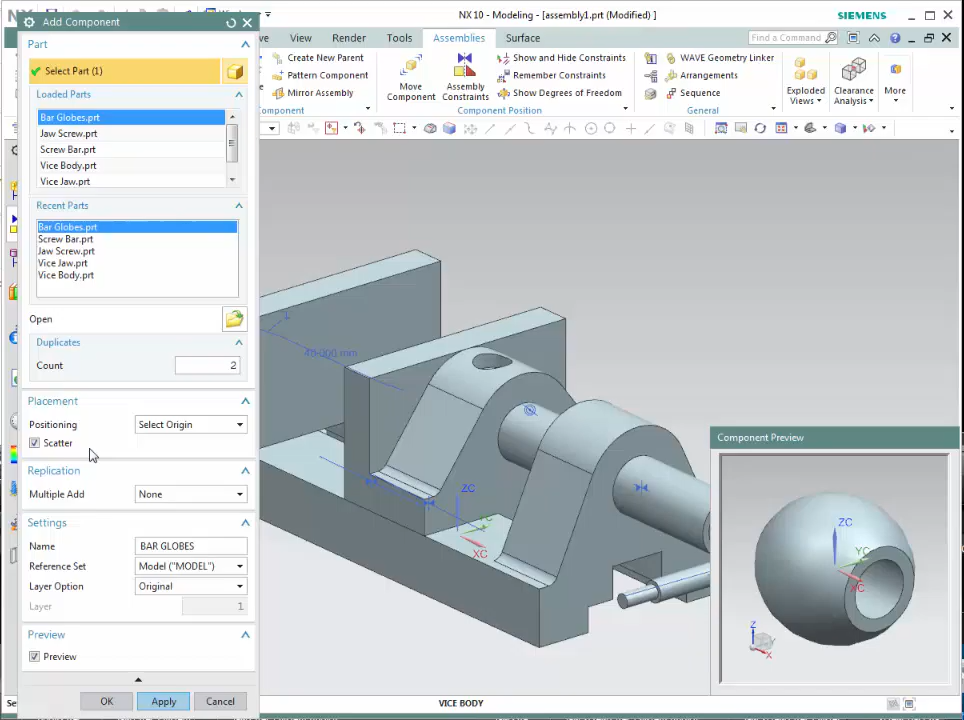 NX 10 - Modeling - [assembly1.prt (Modified) ]
SIEMENS
Add Component
View
Render
Tools
Assemblies
Surface
Find a Command
Part
Select Part (1)
Loaded Parts
Bar Globes.prt
Jaw Screw.prt
Screw Bar.prt
Vice Body.prt
Vice Jaw.prt
Recent Parts
Bar Globes.prt
Screw Bar.prt
Jaw Screw.prt
Vice Jaw.prt
Vice Body.prt
Open
Duplicates
Count
2
Placement
Positioning
Select Origin
Scatter
Replication
Multiple Add
None
Settings
Name
BAR GLOBES
Reference Set
Model ("MODEL")
Layer Option
Original
Layer
1
Preview
Preview
OK
Apply
Cancel
Create New Parent
Pattern Component
Mirror Assembly
Move Component
Assembly Constraints
Show and Hide Constraints
Remember Constraints
Show Degrees of Freedom
Component Position
WAVE Geometry Linker
Arrangements
Sequence
General
Exploded Views
Clearance Analysis
More
ZC
YC
XC
Component Preview
ZC
YC
XC
Z
X
VICE BODY